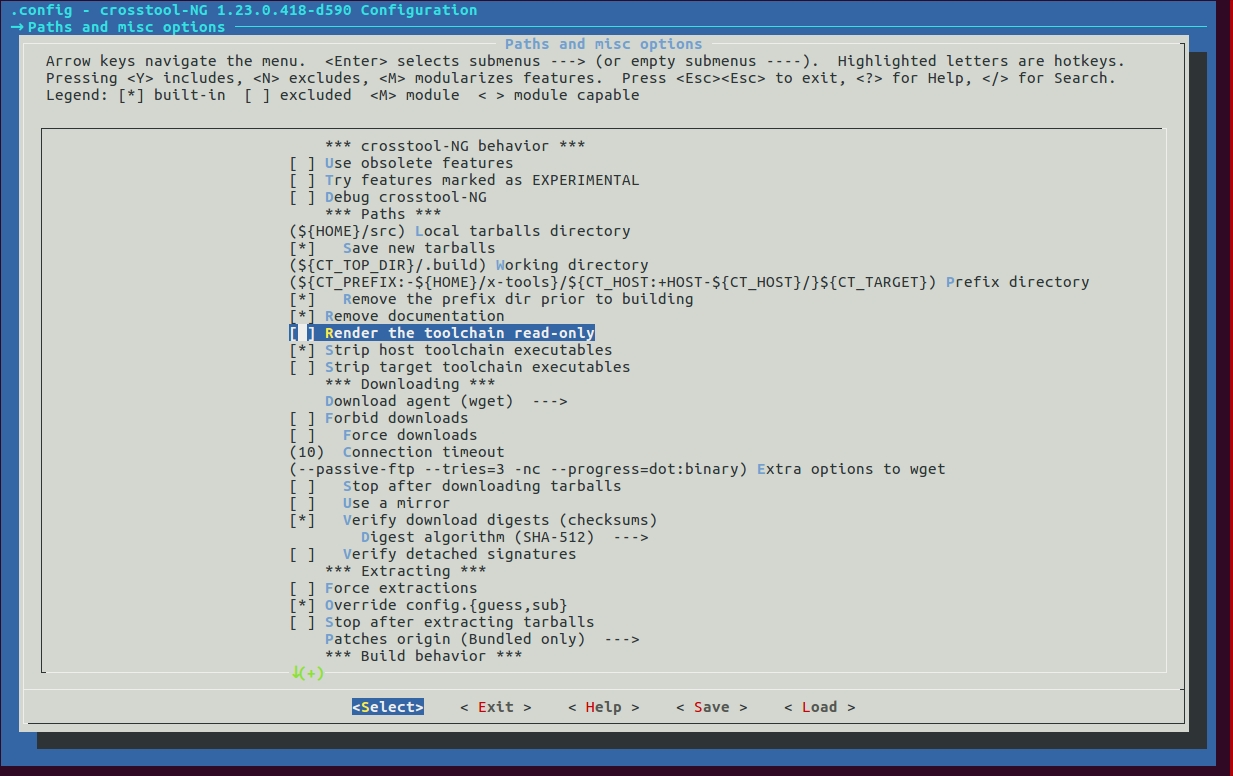 .config - crosstool-NG 1.23.0.418-d590 Configuration
→ Paths and misc options
Paths and misc options
Arrow keys navigate the menu.  <Enter> selects submenus ---> (or empty submenus ----).  Highlighted letters are hotkeys.
Pressing <Y> includes, <N> excludes, <M> modularizes features.  Press <Esc><Esc> to exit, <?> for Help, </> for Search.
Legend: [*] built-in  [ ] excluded  <M> module  < > module capable
*** crosstool-NG behavior ***
[ ] Use obsolete features
[ ] Try features marked as EXPERIMENTAL
[ ] Debug crosstool-NG
*** Paths ***
(${HOME}/src) Local tarballs directory
[*]   Save new tarballs
(${CT_TOP_DIR}/.build) Working directory
(${CT_PREFIX:-${HOME}/x-tools}/${CT_HOST:+HOST-${CT_HOST}/}${CT_TARGET}) Prefix directory
[*]   Remove the prefix dir prior to building
[*] Remove documentation
[ ] Render the toolchain read-only
[*] Strip host toolchain executables
[ ] Strip target toolchain executables
*** Downloading ***
Download agent (wget)  --->
[ ] Forbid downloads
[ ]   Force downloads
(10)  Connection timeout
(--passive-ftp --tries=3 -nc --progress=dot:binary) Extra options to wget
[ ]   Stop after downloading tarballs
[ ]   Use a mirror
[*]   Verify download digests (checksums)
Digest algorithm (SHA-512)  --->
[ ]   Verify detached signatures
*** Extracting ***
[ ] Force extractions
[*] Override config.{guess,sub}
[ ] Stop after extracting tarballs
Patches origin (Bundled only)  --->
*** Build behavior ***
↓(+)
<Select>    < Exit >    < Help >    < Save >    < Load >